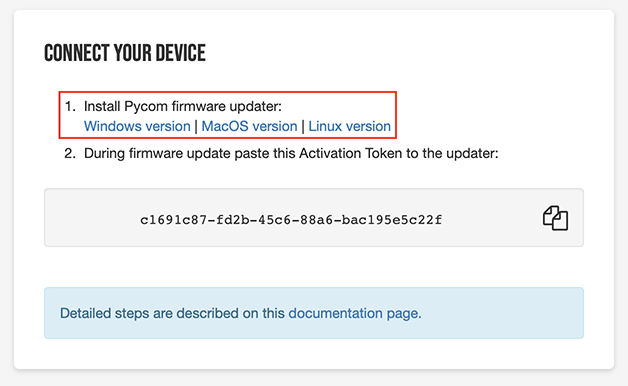 CONNECT YOUR DEVICE
1. Install Pycom firmware updater:
Windows version | MacOS version | Linux version
2. During firmware update paste this Activation Token to the updater:
c1691c87-fd2b-45c6-88a6-bac195e5c22f
Detailed steps are described on this documentation page.